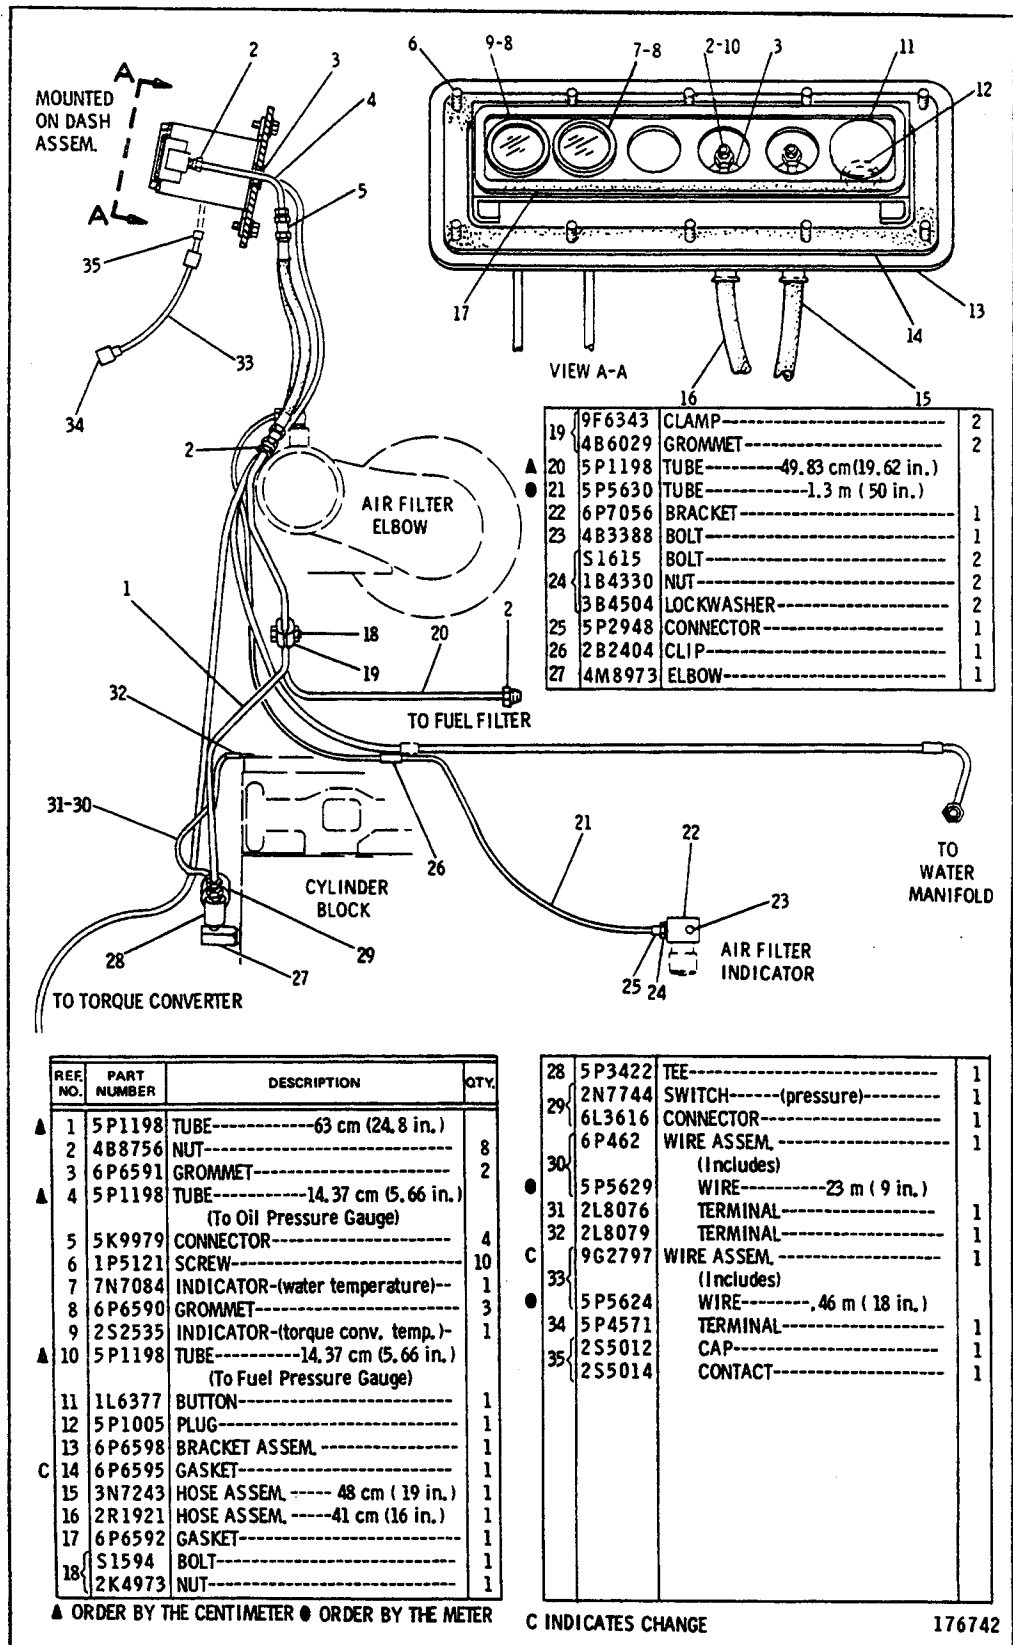 2
3
4
A
MOUNTED
ON DASH
ASSEM.
5
A
35
33
34
2
6
9-8
7-8
2-10
3
11
12
17
13
14
VIEW A-A
16
15
AIR FILTER
ELBOW
1
18
20
2
19
32
TO FUEL FILTER
31-30
26
21
22
23
TO
WATER
MANIFOLD
CYLINDER
BLOCK
28
29
27
25
24
AIR FILTER
INDICATOR
TO TORQUE CONVERTER
19 9F6343 CLAMP 2
4B6029 GROMMET 2
▲ 20 5P1198 TUBE--------49.83 cm(19.62 in.)
● 21 5P5630 TUBE----------1.3 m ( 50 in.)
22 6P7056 BRACKET 1
23 4B3388 BOLT 1
24 S1615 BOLT 2
1B4330 NUT 2
3B4504 LOCKWASHER 2
25 5P2948 CONNECTOR 1
26 2B2404 CLIP 1
27 4M8973 ELBOW 1
REF. NO. PART NUMBER DESCRIPTION QTY.
▲ 1 5P1198 TUBE-------------63 cm (24.8 in.)
2 4B8756 NUT 8
3 6P6591 GROMMET 2
▲ 4 5P1198 TUBE------------14.37 cm (5.66 in.)
(To Oil Pressure Gauge)
5 5K9979 CONNECTOR 4
6 1P5121 SCREW 10
7 7N7084 INDICATOR-(water temperature)-- 1
8 6P6590 GROMMET 3
9 2S2535 INDICATOR-(torque conv. temp.)- 1
▲ 10 5P1198 TUBE-----------14.37 cm (5.66 in.)
(To Fuel Pressure Gauge)
11 1L6377 BUTTON 1
12 5P1005 PLUG 1
13 6P6598 BRACKET ASSEM. 1
C 14 6P6595 GASKET 1
15 3N7243 HOSE ASSEM. ----- 48 cm ( 19 in.) 1
16 2R1921 HOSE ASSEM. -----41 cm (16 in.) 1
17 6P6592 GASKET 1
18 S1594 BOLT 1
2K4973 NUT 1
28 5P3422 TEE 1
29 2N7744 SWITCH------(pressure) 1
6L3616 CONNECTOR 1
30 6P462 WIRE ASSEM. 1
(Includes)
● 5P5629 WIRE----------23 m ( 9 in.)
31 2L8076 TERMINAL 1
32 2L8079 TERMINAL 1
C 33 9G2797 WIRE ASSEM. 1
(Includes)
● 5P5624 WIRE--------.46 m ( 18 in.)
34 5P4571 TERMINAL 1
35 2S5012 CAP 1
2S5014 CONTACT 1
▲ ORDER BY THE CENTIMETER ● ORDER BY THE METER
C INDICATES CHANGE
176742